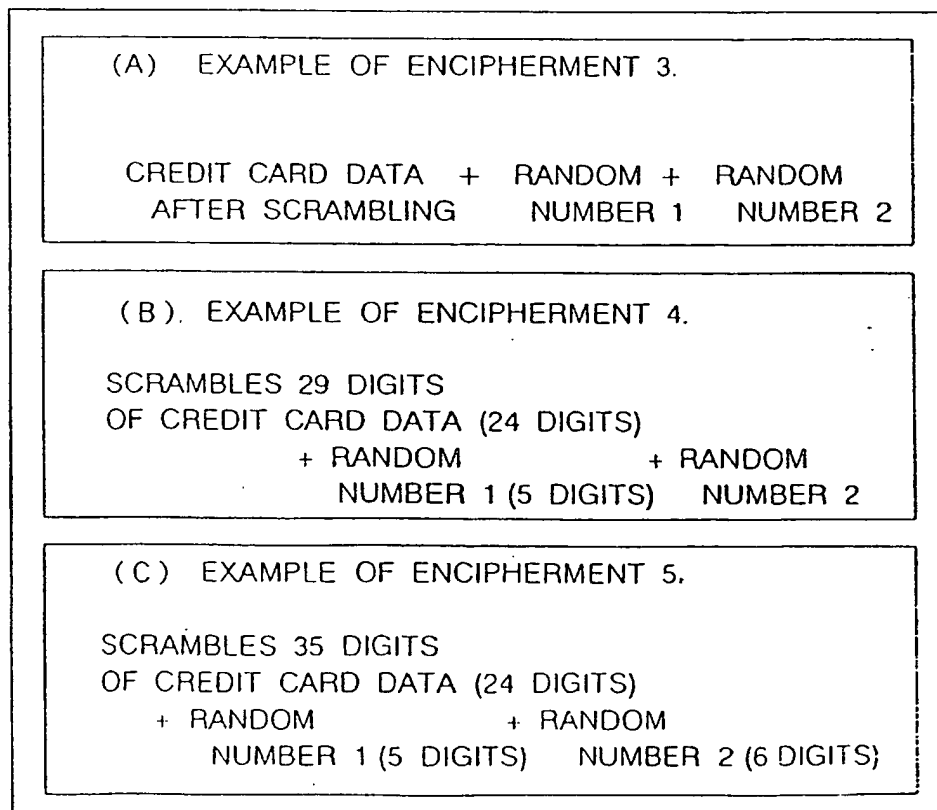 (A) EXAMPLE OF ENCIPHERMENT 3.
CREDIT CARD DATA + RANDOM + RANDOM
AFTER SCRAMBLING NUMBER 1 NUMBER 2
(B). EXAMPLE OF ENCIPHERMENT 4.
SCRAMBLES 29 DIGITS
OF CREDIT CARD DATA (24 DIGITS)
+ RANDOM + RANDOM
NUMBER 1 (5 DIGITS) NUMBER 2
(C) EXAMPLE OF ENCIPHERMENT 5.
SCRAMBLES 35 DIGITS
OF CREDIT CARD DATA (24 DIGITS)
+ RANDOM + RANDOM
NUMBER 1 (5 DIGITS) NUMBER 2 (6 DIGITS)